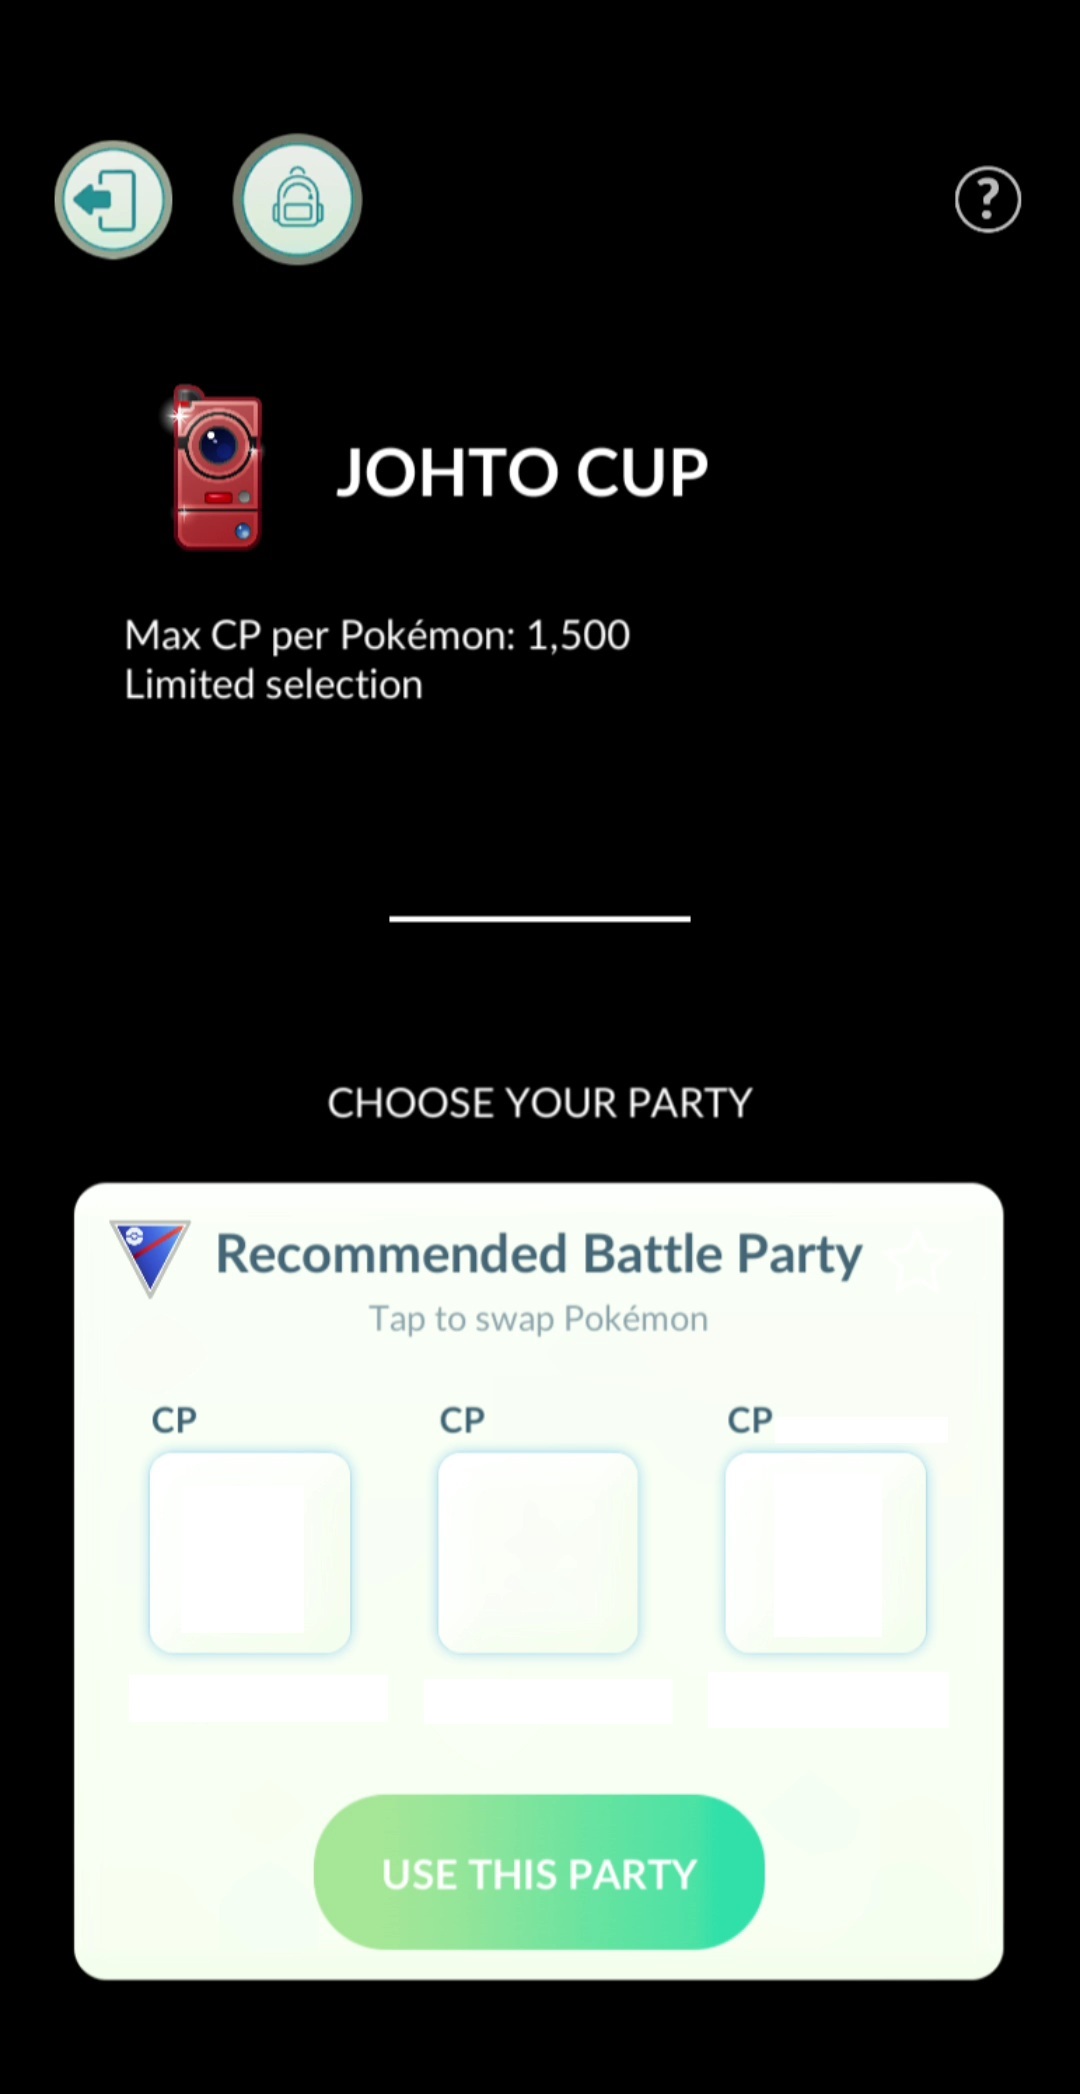 ?
JOHTO CUP
Max CP per Pokémon: 1,500
Limited selection
CHOOSE YOUR PARTY
Recommended Battle Party
Tap to swap Pokémon
CP CP CP
USE THIS PARTY